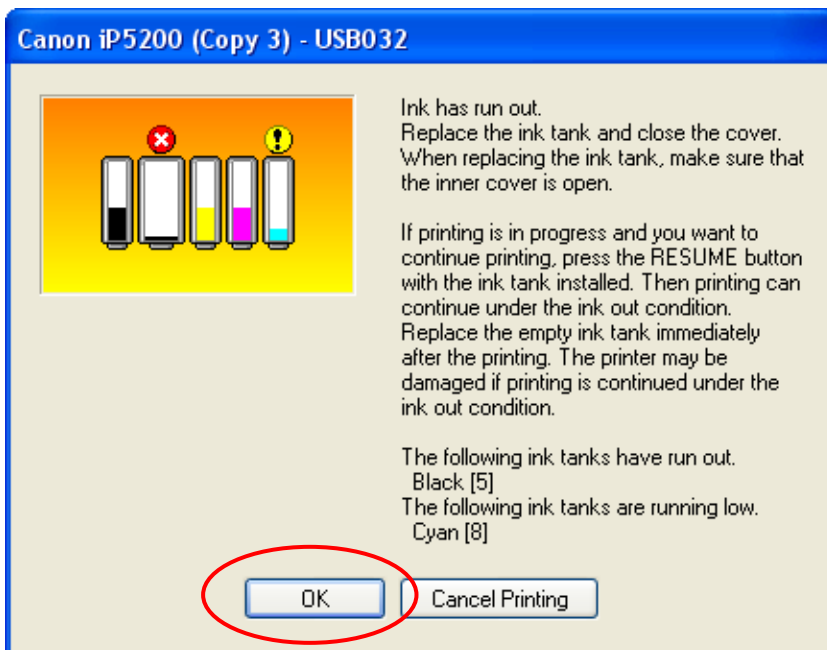 Canon iP5200 (Copy 3) - USB032
Ink has run out.
Replace the ink tank and close the cover.
When replacing the ink tank, make sure that
the inner cover is open.
If printing is in progress and you want to
continue printing, press the RESUME button
with the ink tank installed. Then printing can
continue under the ink out condition.
Replace the empty ink tank immediately
after the printing. The printer may be
damaged if printing is continued under the
ink out condition.
The following ink tanks have run out.
Black [5]
The following ink tanks are running low.
Cyan [8]
OK
Cancel Printing